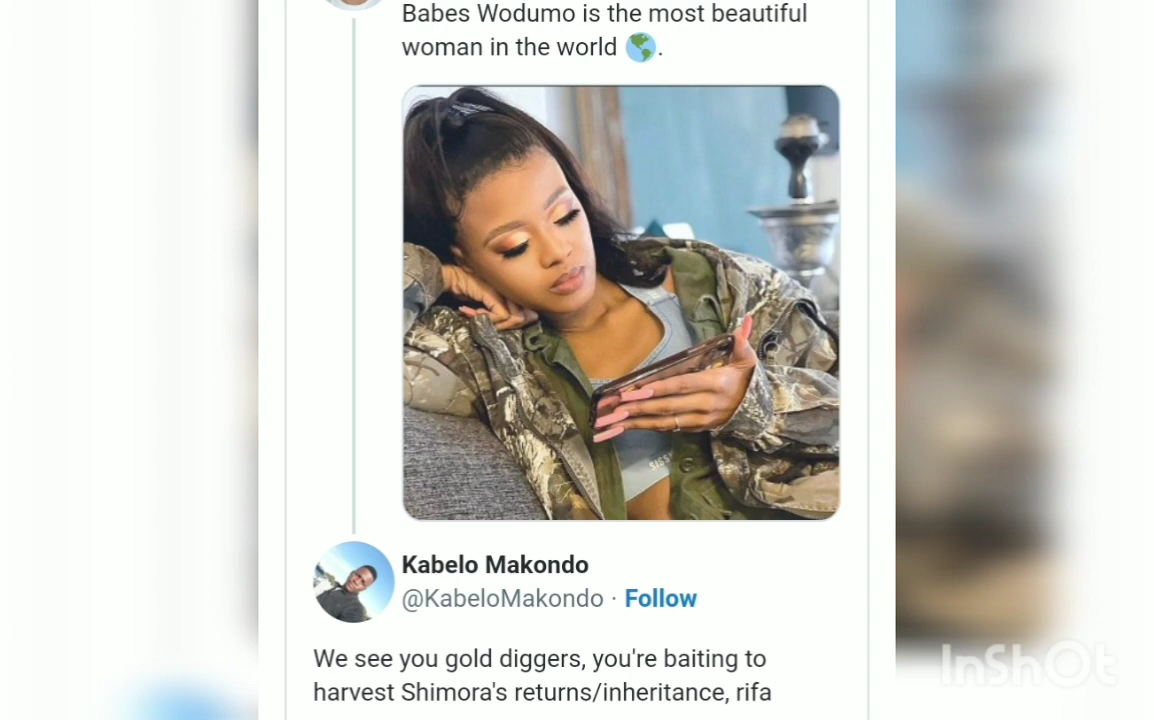 Babes Wodumo is the most beautiful
woman in the world 🌎.
SISS
Kabelo Makondo
@KabeloMakondo · Follow
We see you gold diggers, you're baiting to
harvest Shimora's returns/inheritance, rifa
InShOt